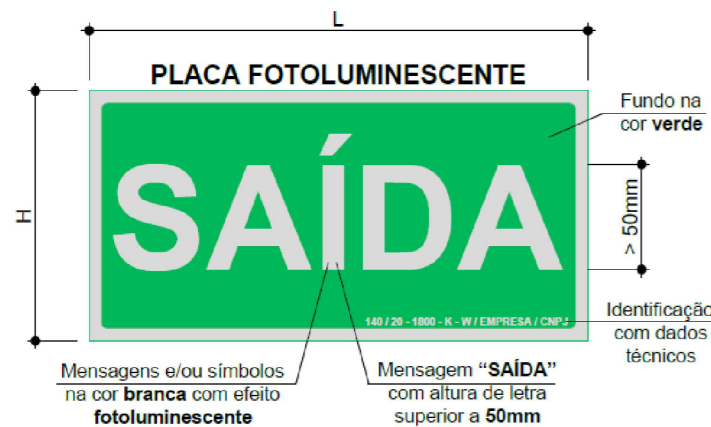 L
PLACA FOTOLUMINESCENTE
Fundo na
cor verde
H
SAÍDA
> 50mm
140 / 20 - 1800 - K - W / EMPRESA / CNPJ
Identificação
com dados
técnicos
Mensagens e/ou símbolos
na cor branca com efeito
fotoluminescente
Mensagem “SAÍDA”
com altura de letra
superior a 50mm